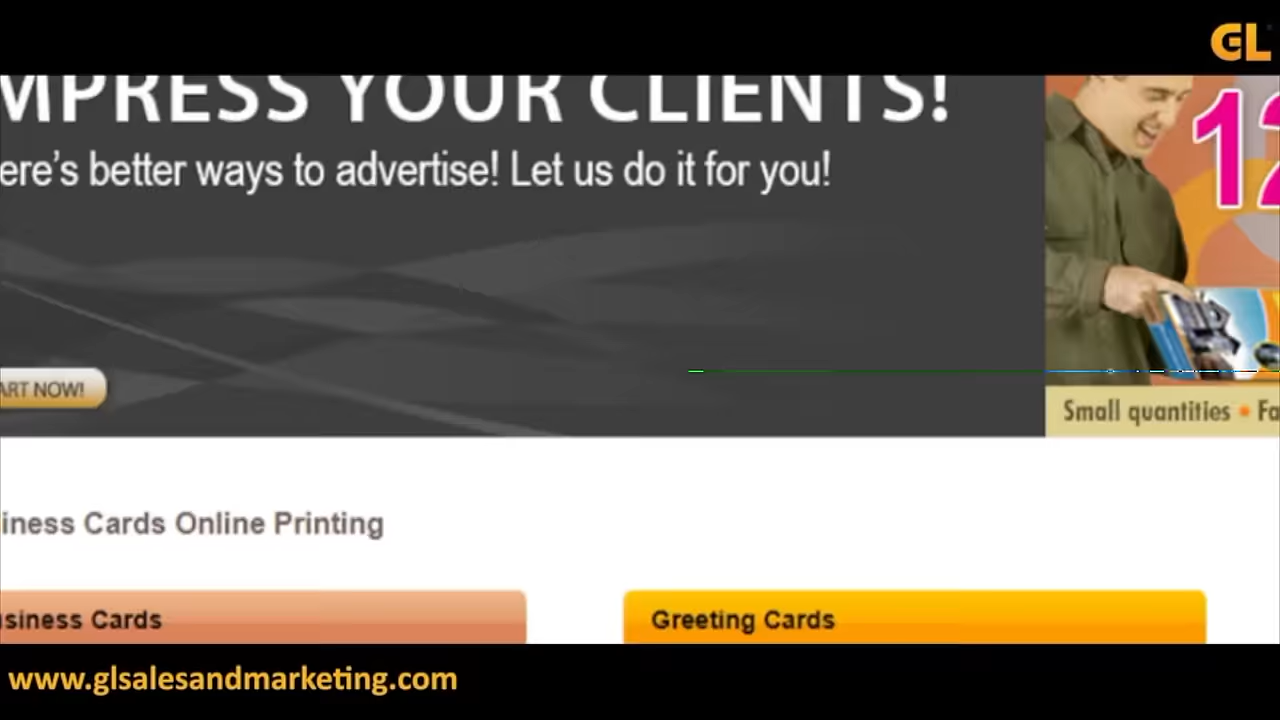 GL
MPRESS YOUR CLIENTS!
ere's better ways to advertise! Let us do it for you!
12
ART NOW!
Small quantities • Fa
iness Cards Online Printing
siness Cards
Greeting Cards
www.glsalesandmarketing.com